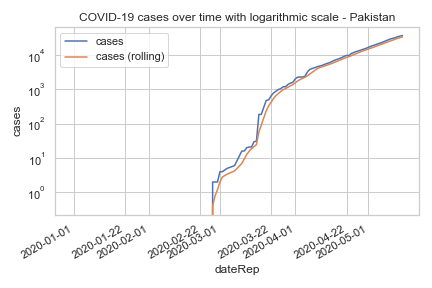 COVID-19 cases over time with logarithmic scale - Pakistan
cases
cases (rolling)
10^4
10^3
10^2
10^1
10^0
cases
2020-01-01
2020-01-22
2020-02-01
2020-02-22
2020-03-01
2020-03-22
2020-04-01
2020-04-22
2020-05-01
dateRep